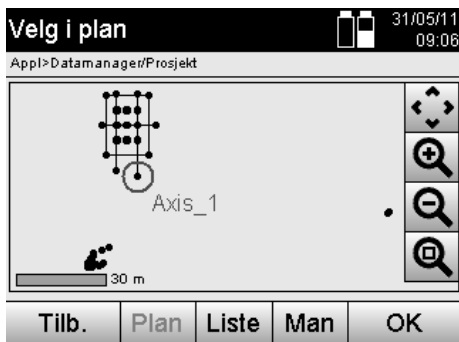 Velg i plan
31/05/11
09:06
Appl>Datamanager/Prosjekt
Axis_1
30 m
Tilb.
Plan
Liste
Man
OK